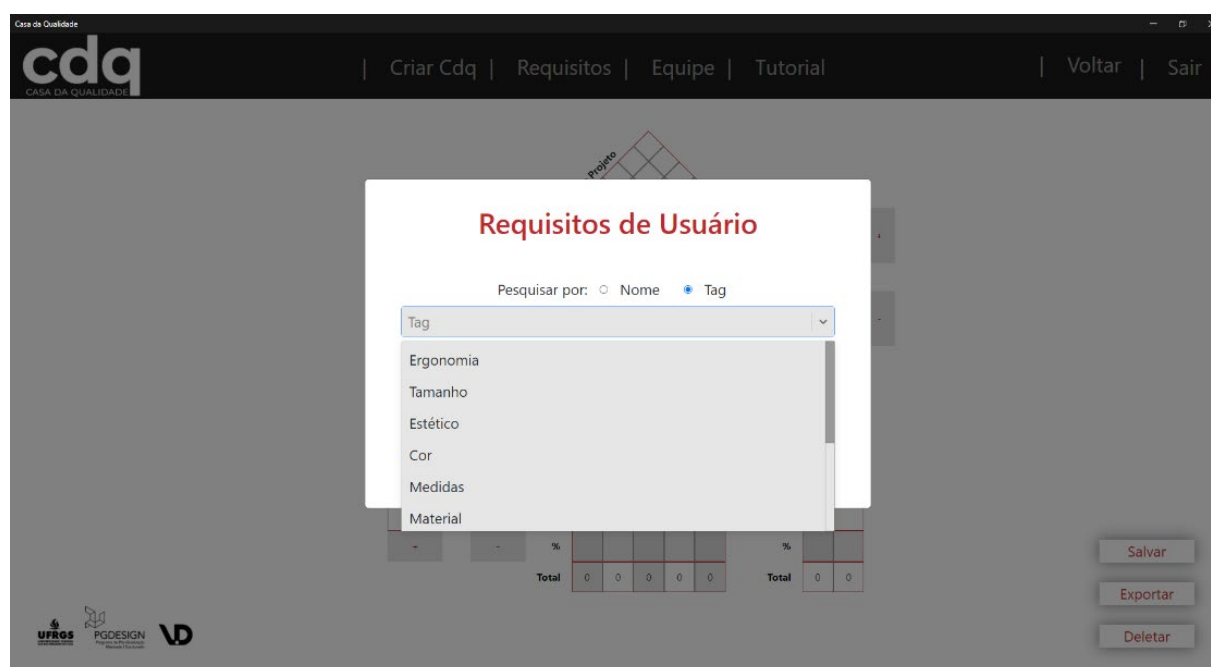 Casa da Qualidade
cdq
CASA DA QUALIDADE
| Criar Cdq | Requisitos | Equipe | Tutorial
| Voltar | Sair
Projeto
Requisitos de Usuário
Pesquisar por: Nome Tag
Tag
Ergonomia
Tamanho
Estético
Cor
Medidas
Material
% %
Total 0 0 0 0 0 Total 0 0
Salvar
Exportar
Deletar
UFRGS
PGDESIGN
VD